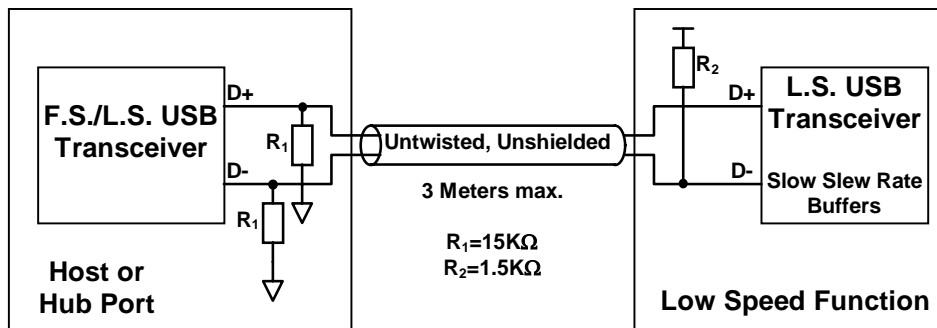 F.S./L.S. USB
Transceiver
D+
D-
R1
R1
Host or
Hub Port
Untwisted, Unshielded
3 Meters max.
R1=15KΩ
R2=1.5KΩ
R2
D+
D-
L.S. USB
Transceiver
Slow Slew Rate
Buffers
Low Speed Function